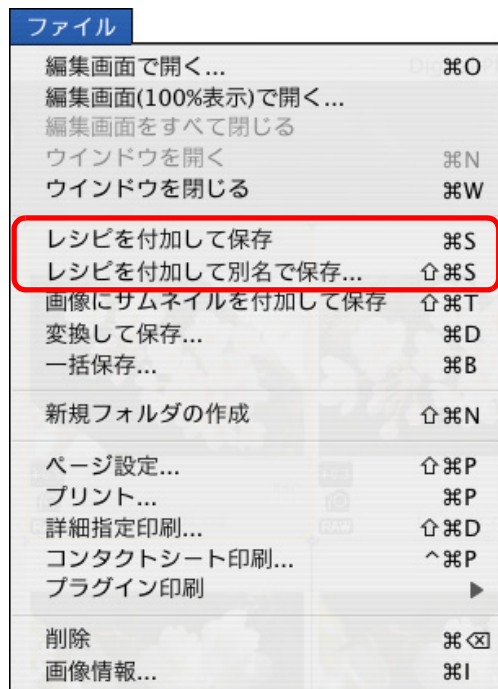 ファイル
編集画面で開く... ⌘O
編集画面(100%表示)で開く...
編集画面をすべて閉じる
ウインドウを開く ⌘N
ウインドウを閉じる ⌘W
レシピを付加して保存 ⌘S
レシピを付加して別名で保存... ⇧⌘S
画像にサムネイルを付加して保存 ⇧⌘T
変換して保存... ⌘D
一括保存... ⌘B
新規フォルダの作成 ⇧⌘N
ページ設定... ⇧⌘P
プリント... ⌘P
詳細指定印刷... ⇧⌘D
コンタクトシート印刷... ^⌘P
プラグイン印刷 ▶
削除 ⌘⌫
画像情報... ⌘I